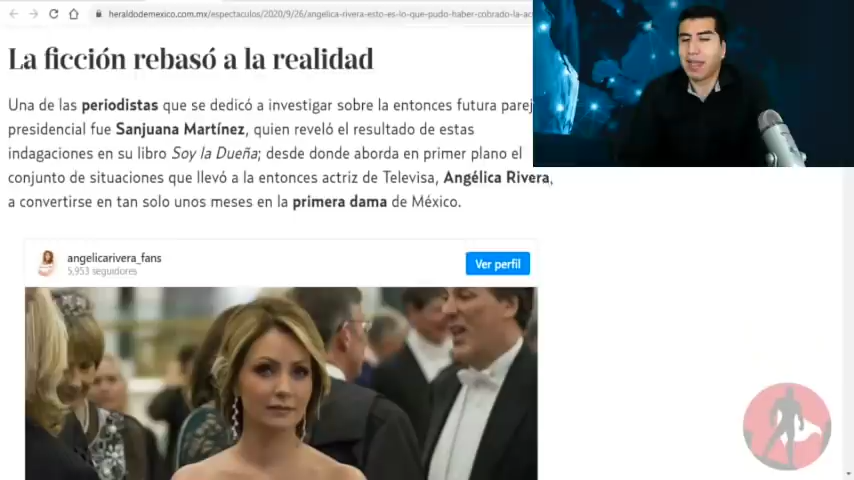 heraldodemexico.com.mx/espectaculos/2020/9/26/angelica-rivera-esto-es-lo-que-pudo-haber-cobrado-la-ac
La ficción rebasó a la realidad
Una de las periodistas que se dedicó a investigar sobre la entonces futura parej
presidencial fue Sanjuana Martínez, quien reveló el resultado de estas
indagaciones en su libro Soy la Dueña; desde donde aborda en primer plano el
conjunto de situaciones que llevó a la entonces actriz de Televisa, Angélica Rivera,
a convertirse en tan solo unos meses en la primera dama de México.
angelicarivera_fans
5,953 seguidores
Ver perfil